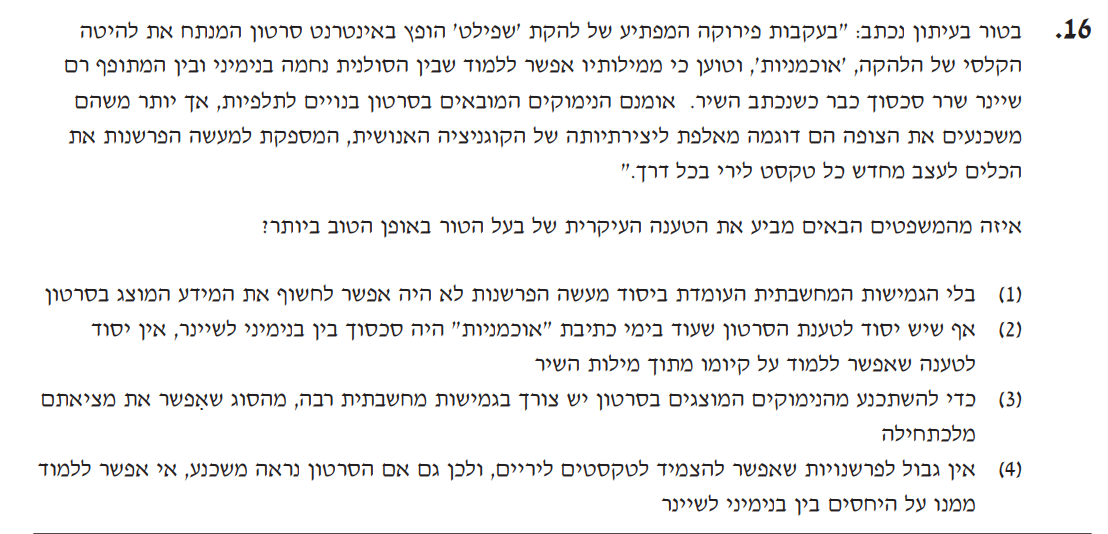 16. בטור בעיתון נכתב: "בעקבות פירוקה המפתיע של להקת 'שפילט' הופץ באינטרנט סרטון המנתח את להיטה
הקלסי של הלהקה, 'אוכמניות', וטוען כי ממילותיו אפשר ללמוד שבין הסולנית נחמה בנימיני ובין המתופף רם
שיינר שרר סכסוך כבר כשנכתב השיר. אומנם הנימוקים המובאים בסרטון בנויים לתלפיות, אך יותר משהם
משכנעים את הצופה הם דוגמה מאלפת ליצירתיותה של הקוגניציה האנושית, המספקת למעשה הפרשנות את
הכלים לעצב מחדש כל טקסט לירי בכל דרך."
איזה מהמשפטים הבאים מביע את הטענה העיקרית של בעל הטור באופן הטוב ביותר?
(1) בלי הגמישות המחשבתית העומדת ביסוד מעשה הפרשנות לא היה אפשר לחשוף את המידע המוצג בסרטון
(2) אף שיש יסוד לטענת הסרטון שעוד בימי כתיבת "אוכמניות" היה סכסוך בין בנימיני לשיינר, אין יסוד
לטענה שאפשר ללמוד על קיומו מתוך מילות השיר
(3) כדי להשתכנע מהנימוקים המוצגים בסרטון יש צורך בגמישות מחשבתית רבה, מהסוג שאִפשר את מציאתם
מלכתחילה
(4) אין גבול לפרשנויות שאפשר להצמיד לטקסטים ליריים, ולכן גם אם הסרטון נראה משכנע, אי אפשר ללמוד
ממנו על היחסים בין בנימיני לשיינר